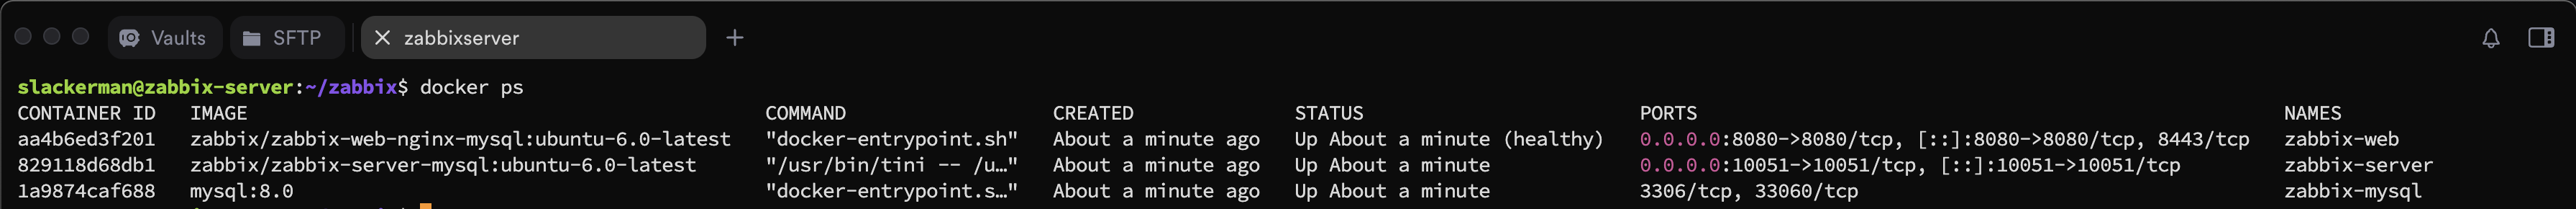 Vaults SFTP zabbixserver
slackerman@zabbix-server:~/zabbix$ docker ps
CONTAINER ID IMAGE COMMAND CREATED STATUS PORTS NAMES
aa4b6ed3f201 zabbix/zabbix-web-nginx-mysql:ubuntu-6.0-latest "docker-entrypoint.sh" About a minute ago Up About a minute (healthy) 0.0.0.0:8080->8080/tcp, [::]:8080->8080/tcp, 8443/tcp zabbix-web
829118d68db1 zabbix/zabbix-server-mysql:ubuntu-6.0-latest "/usr/bin/tini -- /u…" About a minute ago Up About a minute 0.0.0.0:10051->10051/tcp, [::]:10051->10051/tcp zabbix-server
1a9874caf688 mysql:8.0 "docker-entrypoint.s…" About a minute ago Up About a minute 3306/tcp, 33060/tcp zabbix-mysql